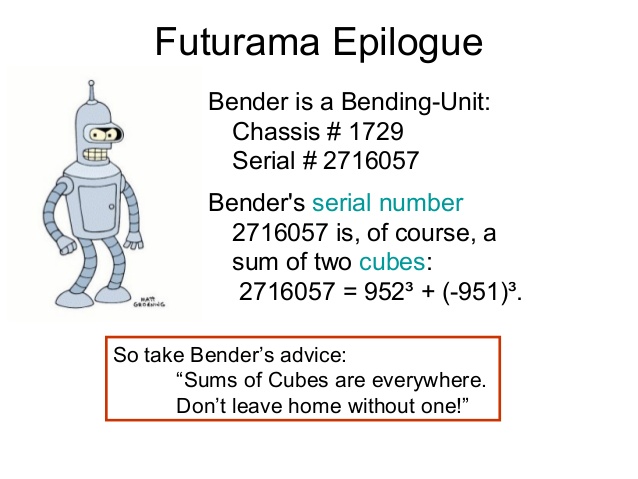 Futurama Epilogue
Bender is a Bending-Unit:
Chassis # 1729
Serial # 2716057
Bender's serial number
2716057 is, of course, a
sum of two cubes:
2716057 = 952³ + (-951)³.
MATT
GROENING
So take Bender’s advice:
“Sums of Cubes are everywhere.
Don’t leave home without one!”